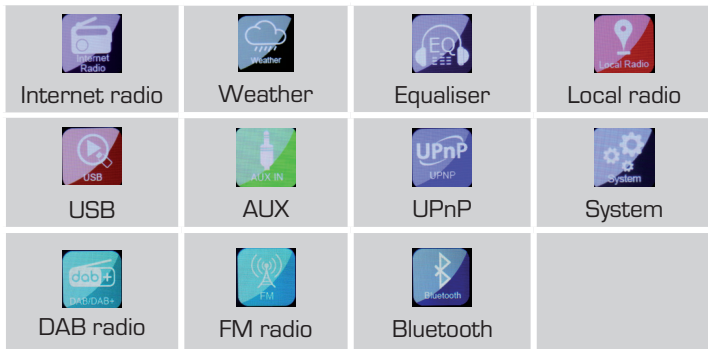 Internet
Radio
Internet radio
Weather
Weather
EQ
Equaliser
Local Radio
Local radio
USB
USB
AUX IN
AUX
UPnP
UPNP
UPnP
System
System
dab+
DAB/DAB+
DAB radio
FM
FM radio
Bluetooth
Bluetooth